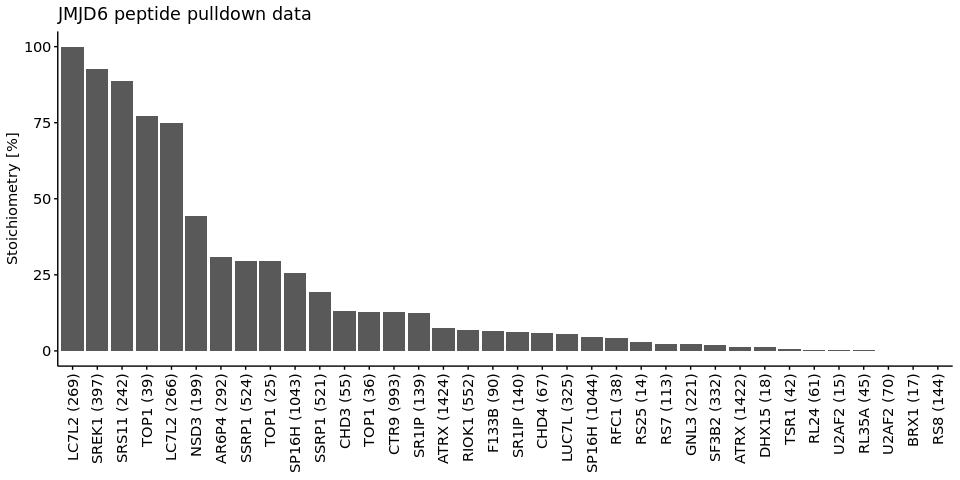 JMJD6 peptide pulldown data
Stoichiometry [%]
100
75
50
25
0
LC7L2 (269)
SREK1 (397)
SRS11 (242)
TOP1 (39)
LC7L2 (266)
NSD3 (199)
AR6P4 (292)
SSRP1 (524)
TOP1 (25)
SP16H (1043)
SSRP1 (521)
CHD3 (55)
TOP1 (36)
CTR9 (993)
SR1IP (139)
ATRX (1424)
RIOK1 (552)
F133B (90)
SR1IP (140)
CHD4 (67)
LUC7L (325)
SP16H (1044)
RFC1 (38)
RS25 (14)
RS7 (113)
GNL3 (221)
SF3B2 (332)
ATRX (1422)
DHX15 (18)
TSR1 (42)
RL24 (61)
U2AF2 (15)
RL35A (45)
U2AF2 (70)
BRX1 (17)
RS8 (144)